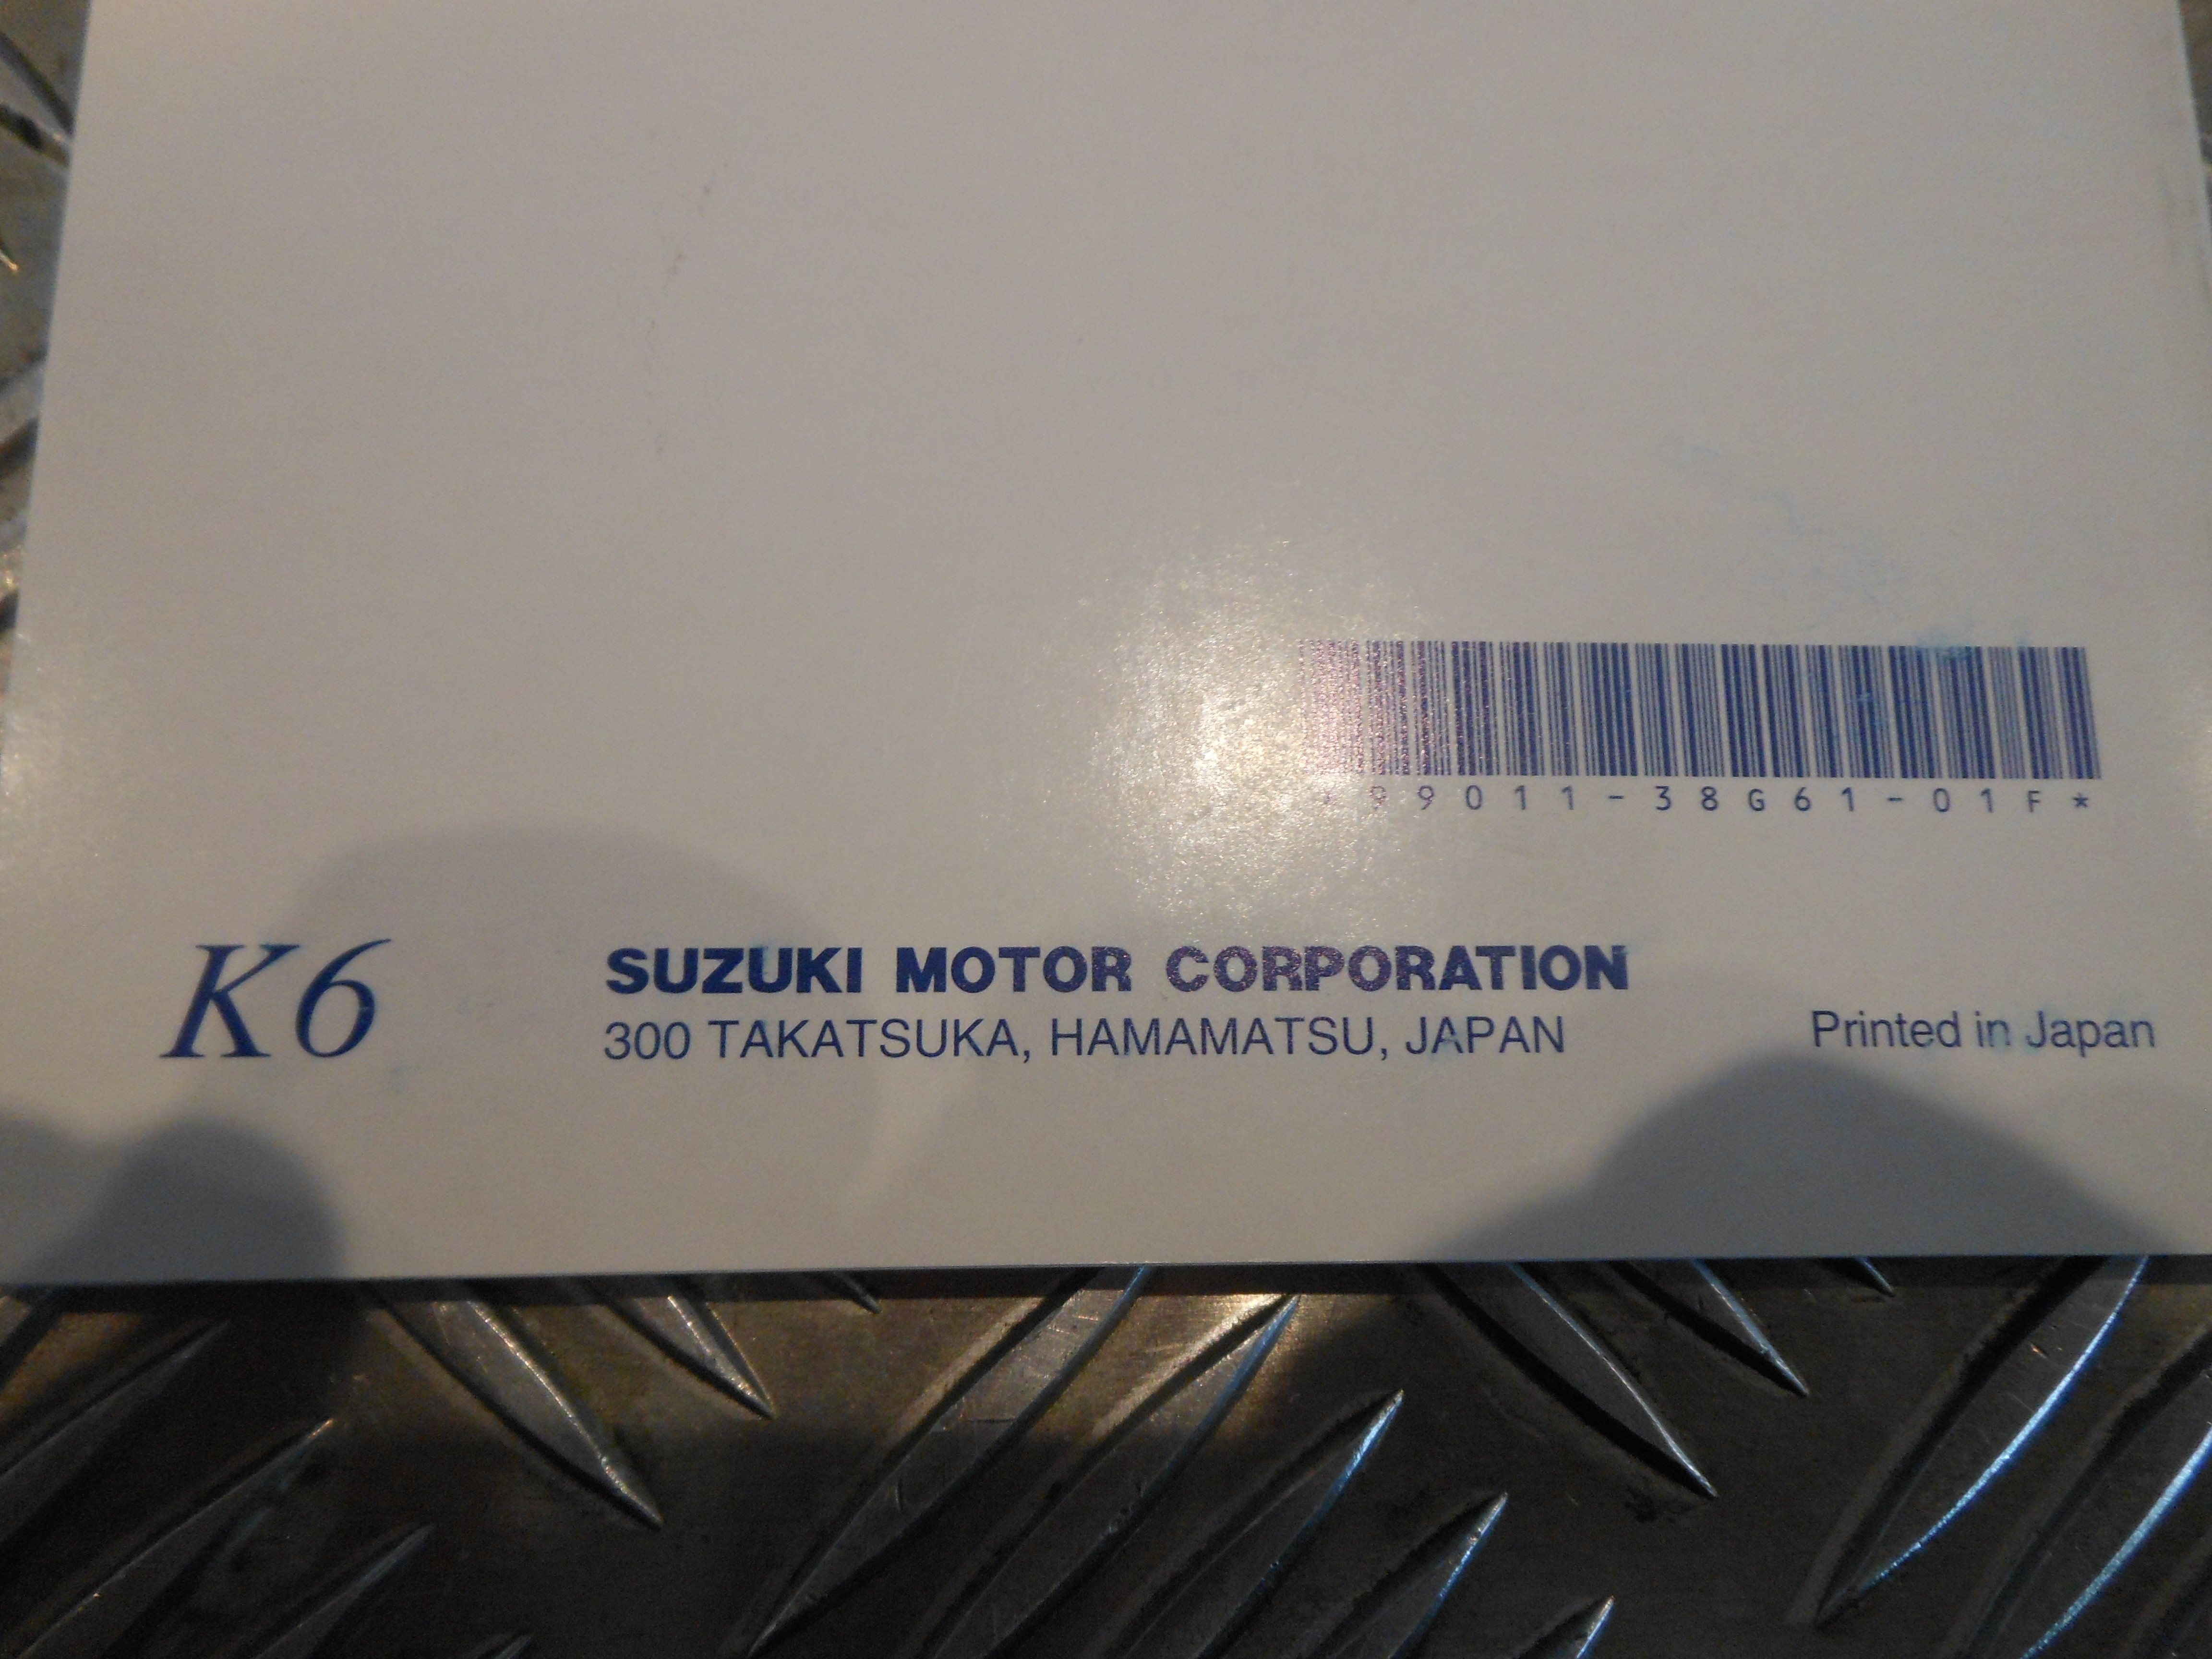 *99011-38G61-01F*
K6
SUZUKI MOTOR CORPORATION
300 TAKATSUKA, HAMAMATSU, JAPAN
Printed in Japan